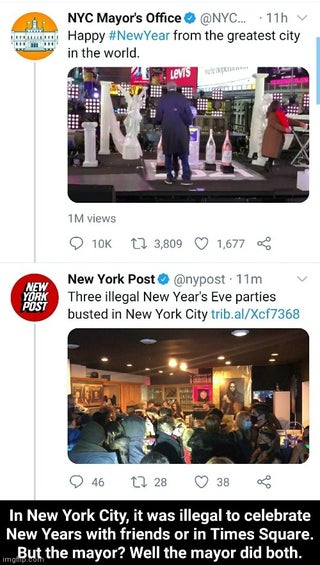 NYC Mayor's Office @NYC... · 11h
Happy #NewYear from the greatest city
in the world.
LEVI'S
1M views
10K 3,809 1,677
NEW
YORK
POST
New York Post @nypost · 11m
Three illegal New Year's Eve parties
busted in New York City trib.al/Xcf7368
46 28 38
In New York City, it was illegal to celebrate
New Years with friends or in Times Square.
But the mayor? Well the mayor did both.
imgflip.com